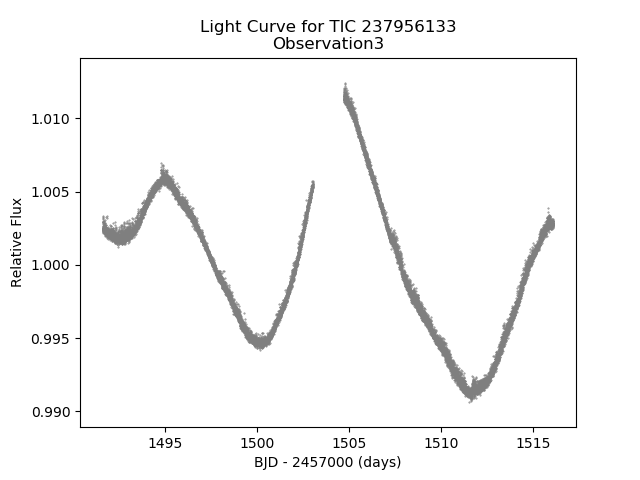 Light Curve for TIC 237956133
Observation3
1.010
1.005
1.000
0.995
0.990
Relative Flux
1495 1500 1505 1510 1515
BJD - 2457000 (days)